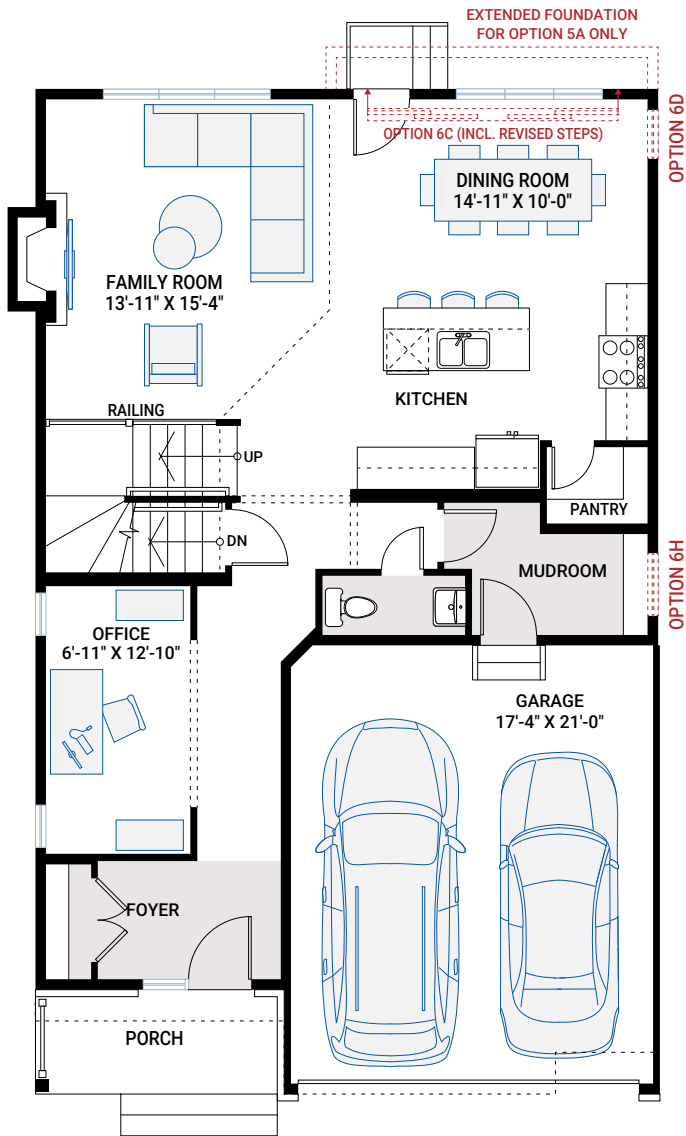 EXTENDED FOUNDATION
FOR OPTION 5A ONLY
OPTION 6D
OPTION 6C (INCL. REVISED STEPS)
DINING ROOM
14'-11" X 10'-0"
FAMILY ROOM
13'-11" X 15'-4"
KITCHEN
RAILING
UP
PANTRY
DN
MUDROOM
OPTION 6H
OFFICE
6'-11" X 12'-10"
GARAGE
17'-4" X 21'-0"
FOYER
PORCH